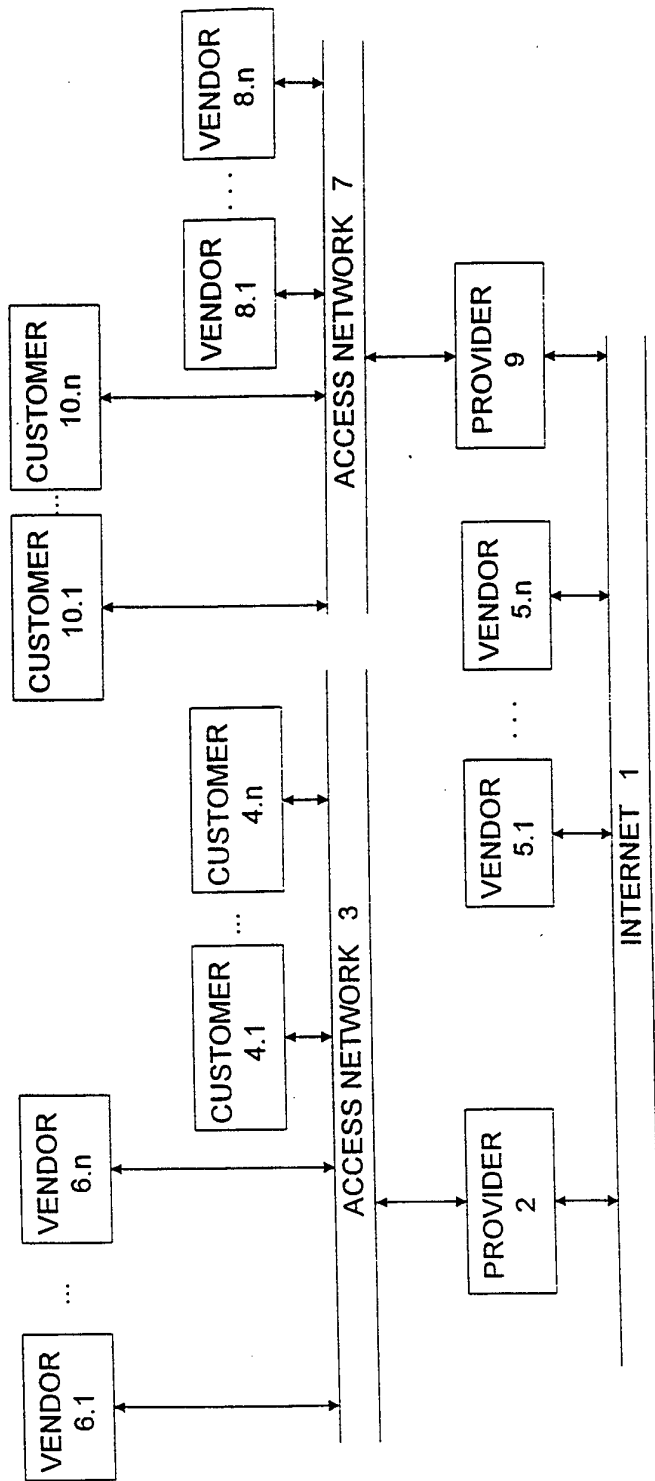 VENDOR
6.1
...
VENDOR
6.n
CUSTOMER
10.1
...
CUSTOMER
10.n
CUSTOMER
4.1
...
CUSTOMER
4.n
VENDOR
8.1
....
VENDOR
8.n
ACCESS NETWORK 3
ACCESS NETWORK 7
PROVIDER
2
VENDOR
5.1
...
VENDOR
5.n
PROVIDER
9
INTERNET 1